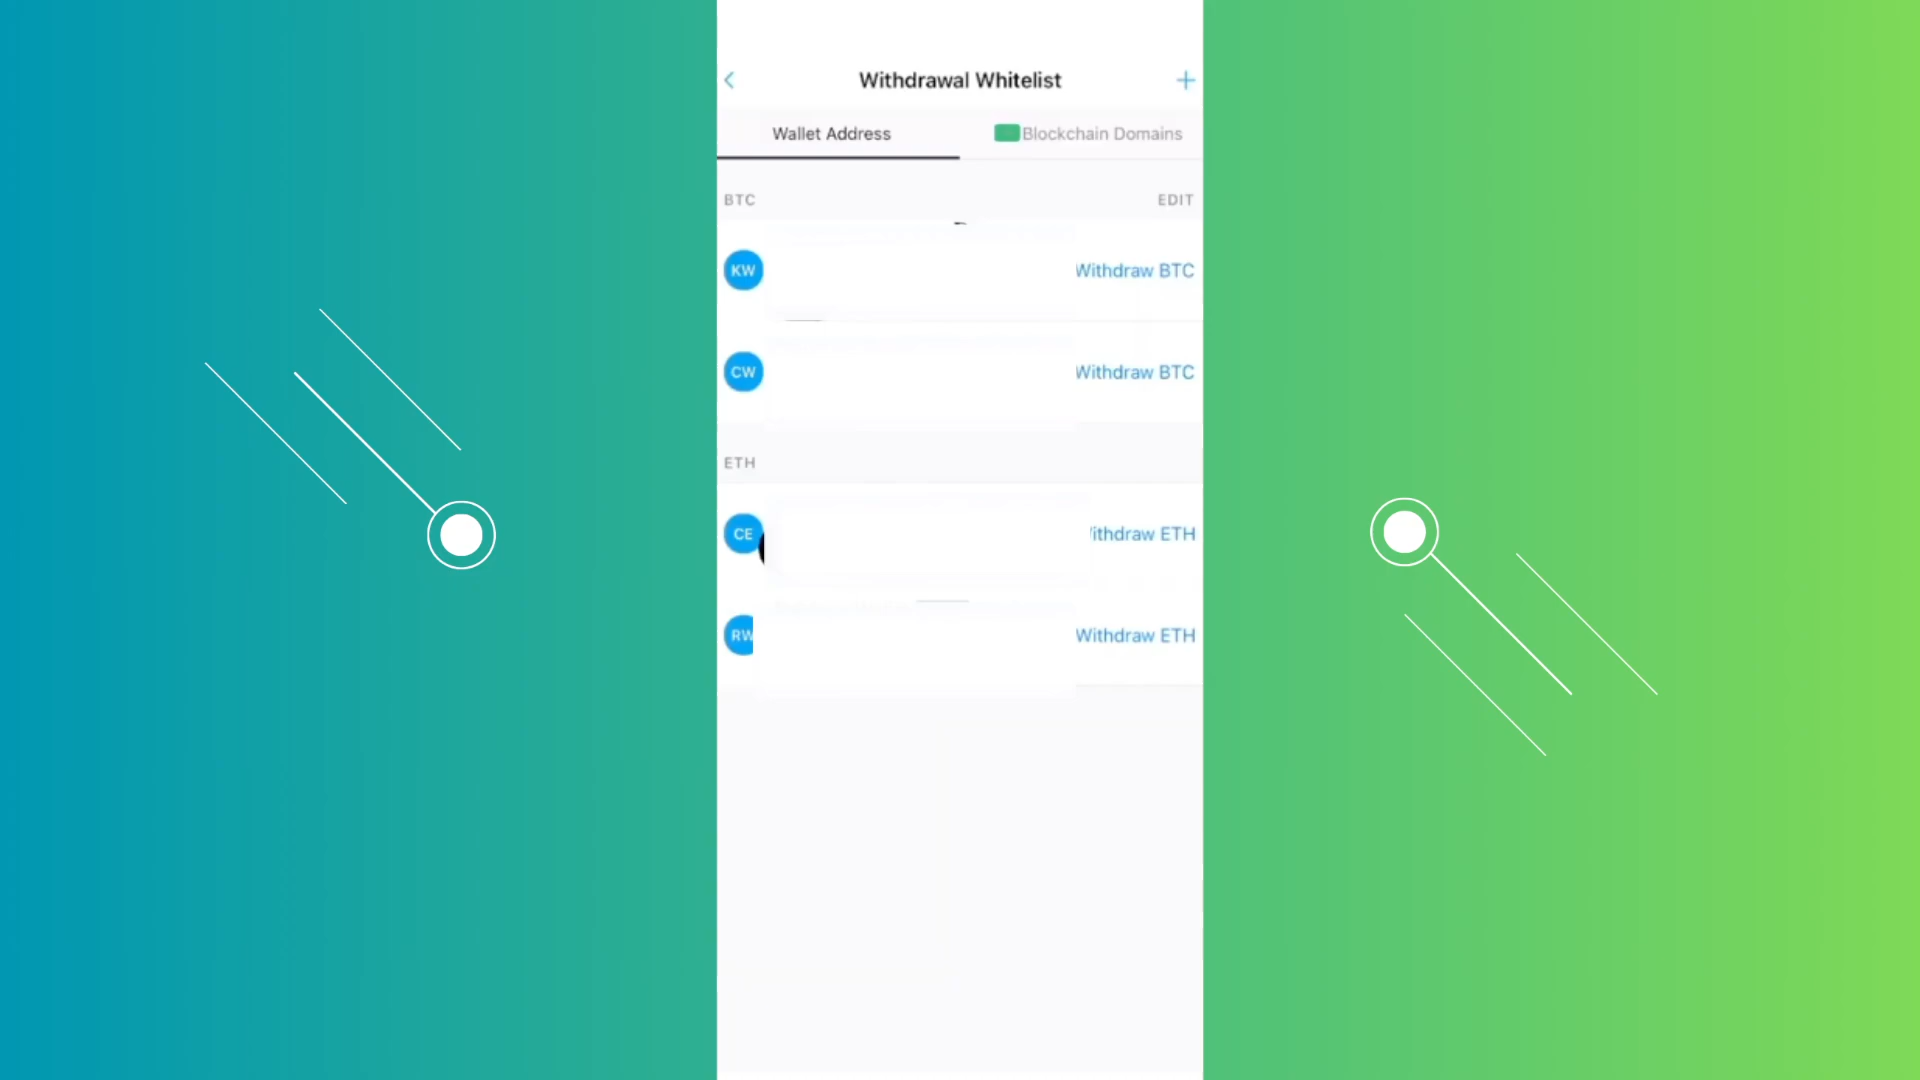 Withdrawal Whitelist
Wallet Address Blockchain Domains
BTC EDIT
KW Withdraw BTC
CW Withdraw BTC
ETH
CE ithdraw ETH
RW Withdraw ETH